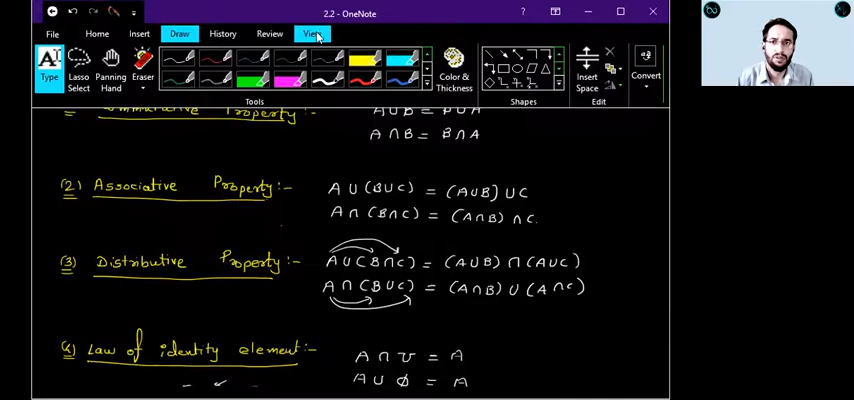 2.2 - OneNote
File Home Insert Draw History Review View
Type
Lasso Select
Panning Hand
Eraser
Color & Thickness
Insert Space
Convert
Tools
Shapes
Edit
Property :-
A ∩ B = B ∩ A
(2) Associative Property :- A ∪ (B ∪ C) = (A ∪ B) ∪ C
A ∩ (B ∩ C) = (A ∩ B) ∩ C
(3) Distributive Property :- A ∪ (B ∩ C) = (A ∪ B) ∩ (A ∪ C)
A ∩ (B ∪ C) = (A ∩ B) ∪ (A ∩ C)
(4) Law of identity element :- A ∩ U = A
A ∪ ϕ = A